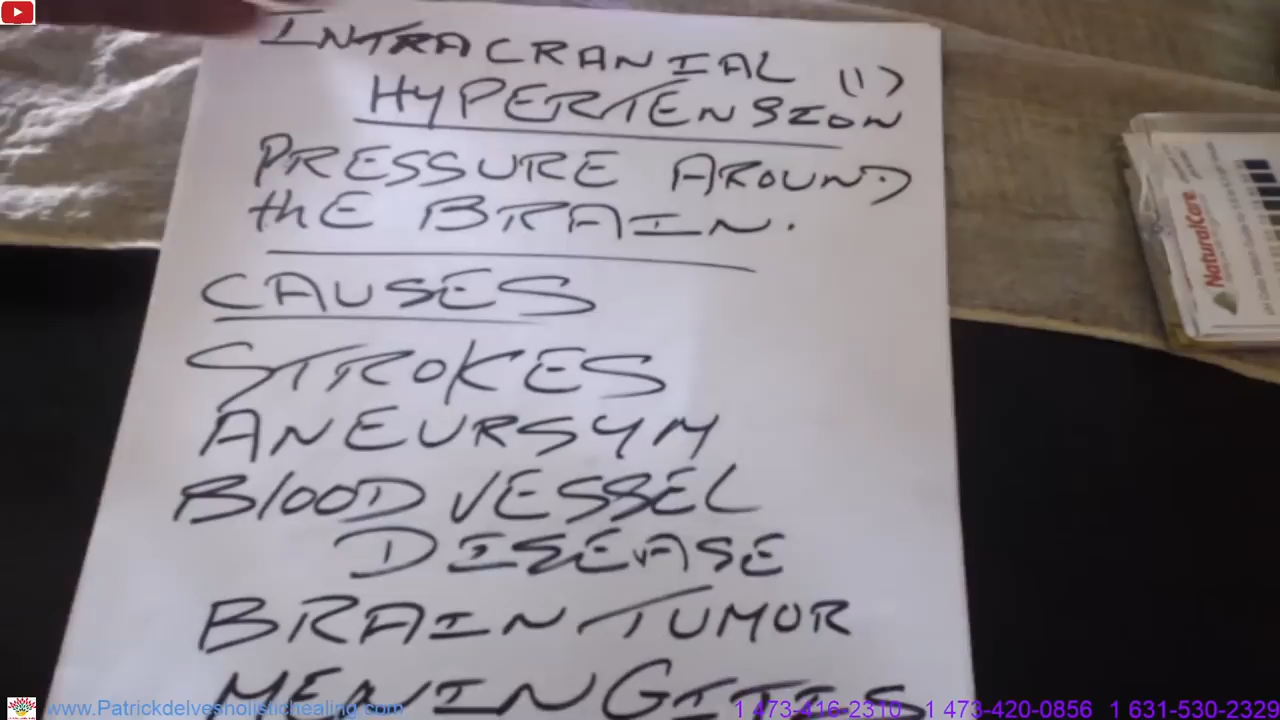 INTRACRANIAL (1)
HYPERTENSION
PRESSURE AROUND
thE BRAIN.
CAUSES
STROKES
ANEURSYM
BlOOD VESSEL
DISEASE
BRAIN TUMOR
MENINGITIS
NaturalCare
www.Patrickdelvesholistichealing.com
1 473-416-2310 1 473-420-0856 1 631-530-2329